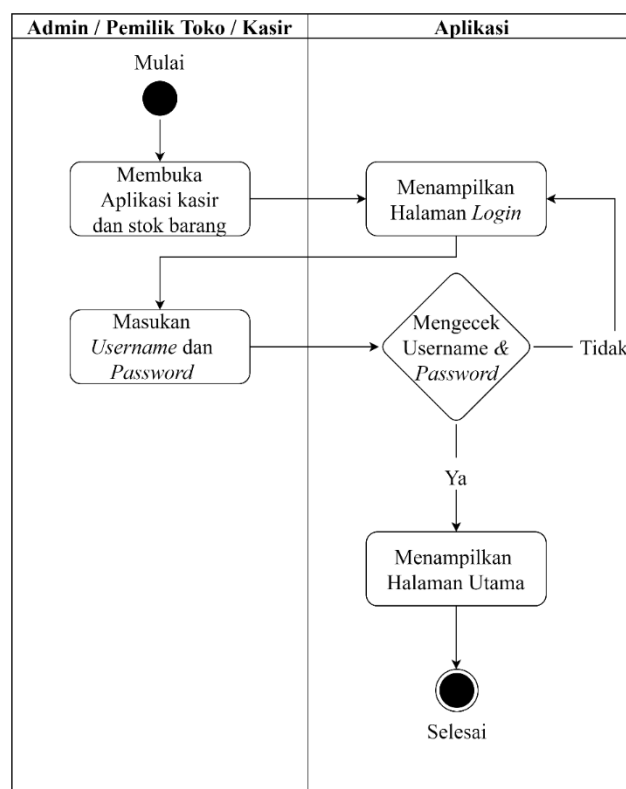 Admin / Pemilik Toko / Kasir
Aplikasi
Mulai
Membuka
Aplikasi kasir
dan stok barang
Menampilkan
Halaman Login
Masukan
Username dan
Password
Mengecek
Username &
Password
Tidak
Ya
Menampilkan
Halaman Utama
Selesai